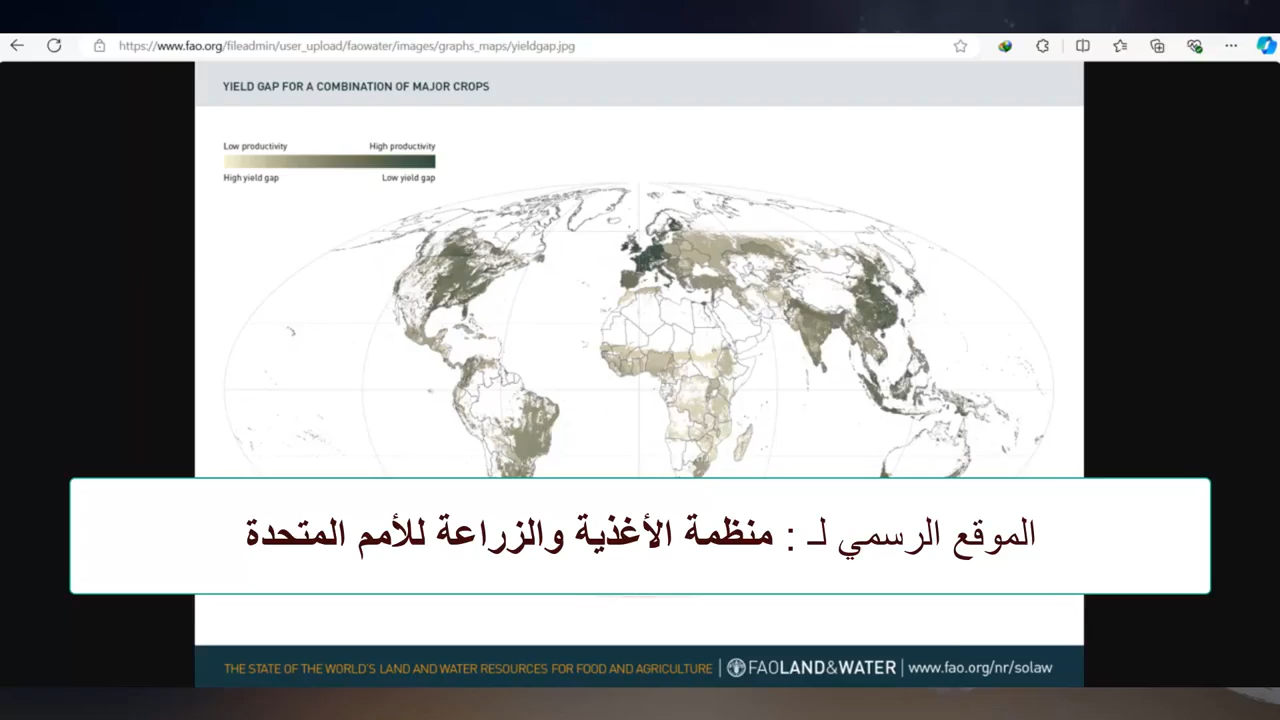 https://www.fao.org/fileadmin/user_upload/faowater/images/graphs_maps/yieldgap.jpg
YIELD GAP FOR A COMBINATION OF MAJOR CROPS
Low productivity High productivity
High yield gap Low yield gap
الموقع الرسمي لـ : منظمة الأغذية والزراعة للأمم المتحدة
THE STATE OF THE WORLD'S LAND AND WATER RESOURCES FOR FOOD AND AGRICULTURE | FAO LAND&WATER | www.fao.org/nr/solaw